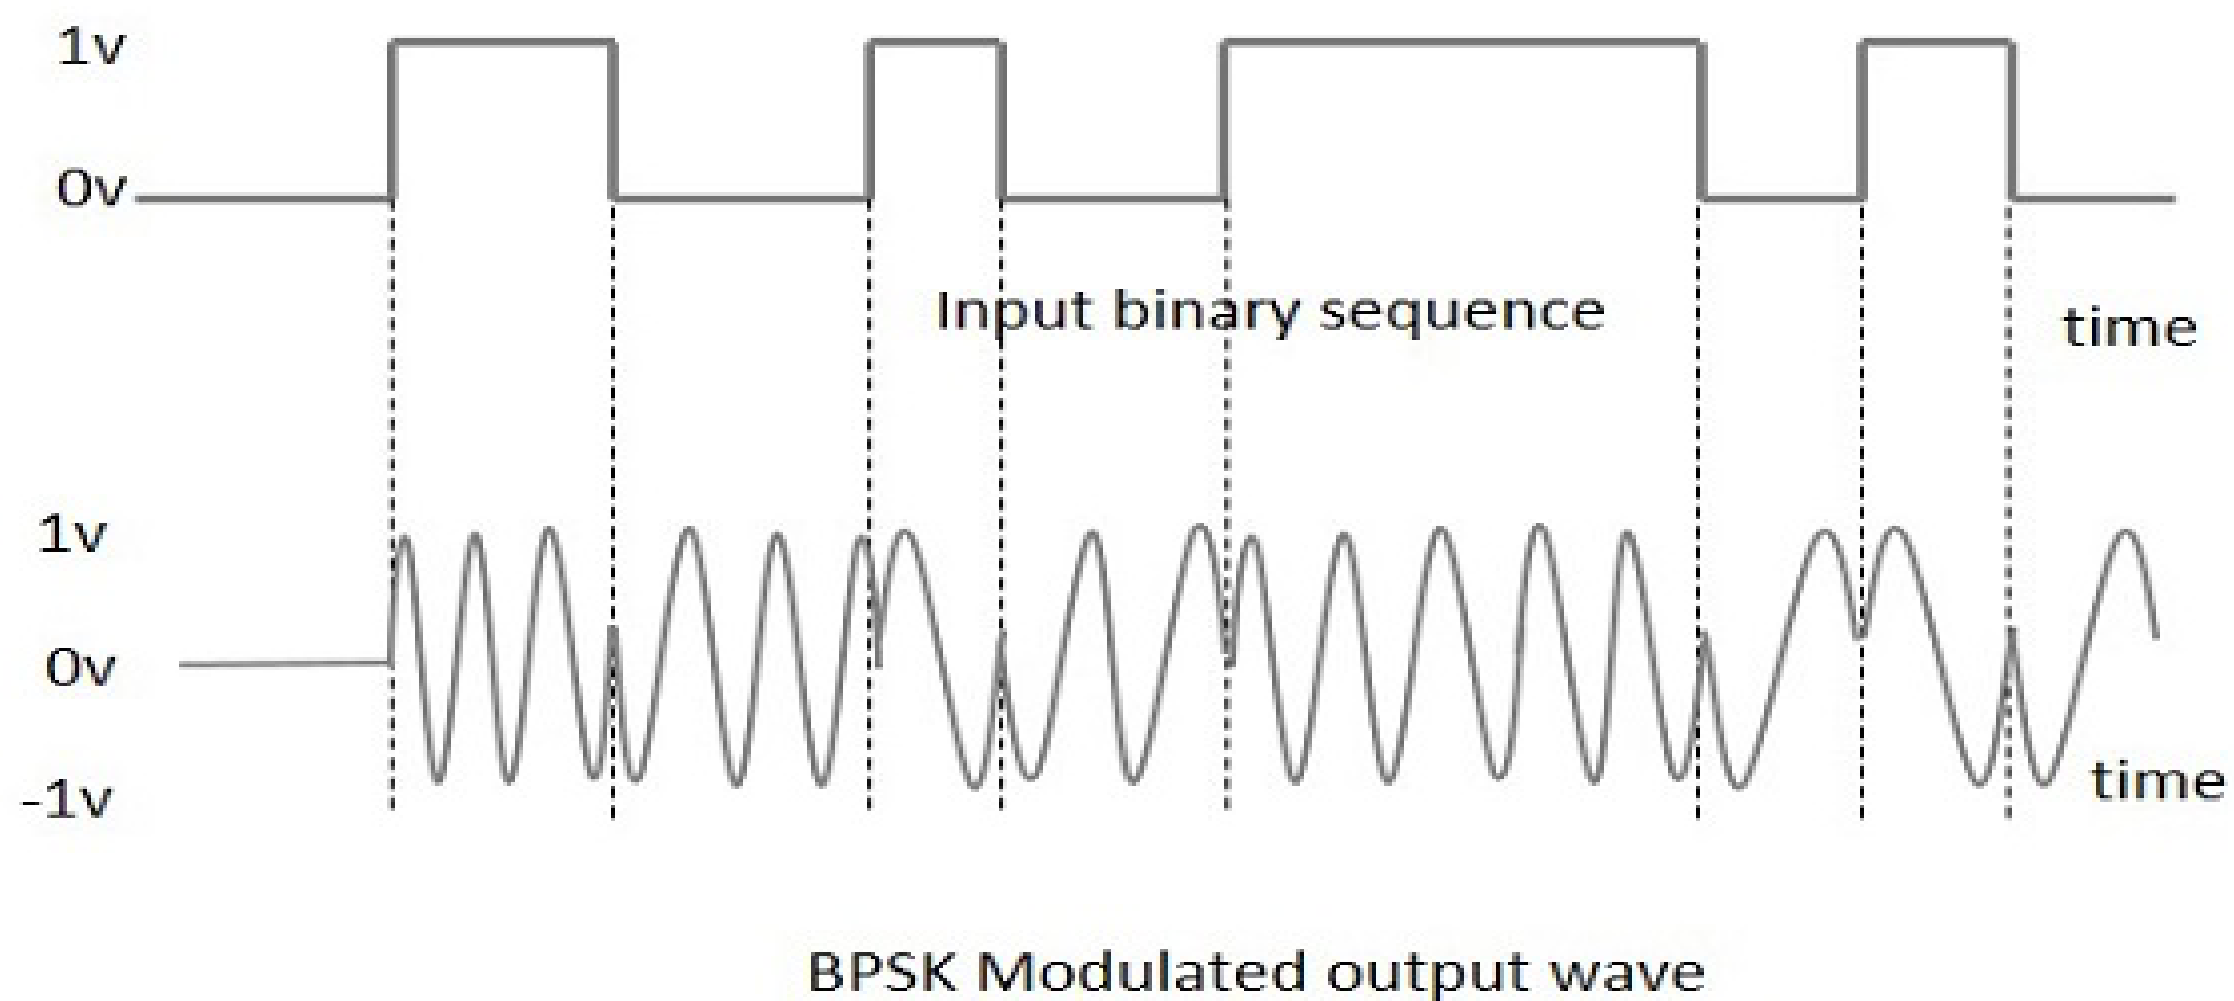 1v
0v
Input binary sequence
time
1v
0v
-1v
time
BPSK Modulated output wave